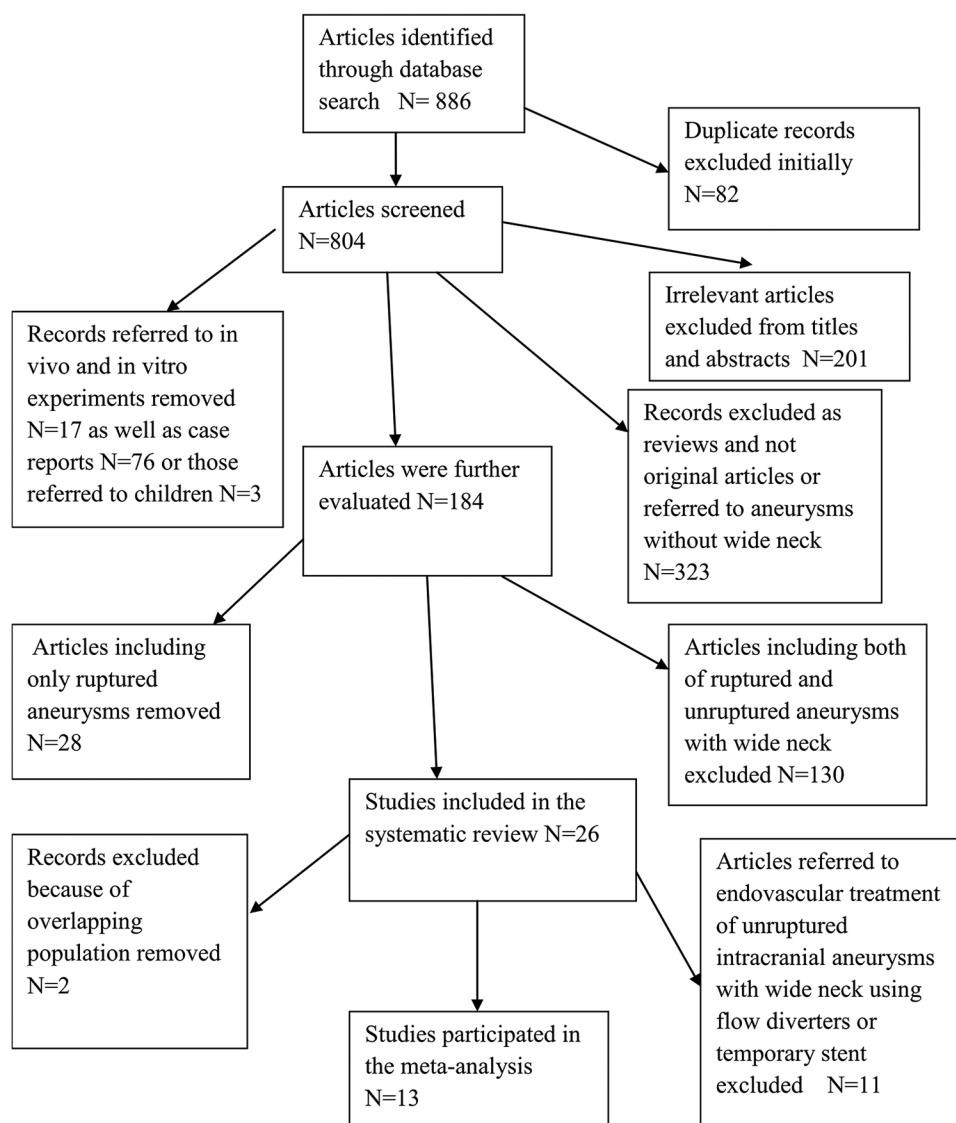 Articles identified
through database
search N= 886
Duplicate records
excluded initially
N=82
Articles screened
N=804
Irrelevant articles
excluded from titles
and abstracts N=201
Records referred to in
vivo and in vitro
experiments removed
N=17 as well as case
reports N=76 or those
referred to children N=3
Records excluded as
reviews and not
original articles or
referred to aneurysms
without wide neck
N=323
Articles were further
evaluated N=184
Articles including
only ruptured
aneurysms removed
N=28
Articles including both
of ruptured and
unruptured aneurysms
with wide neck
excluded N=130
Studies included in the
systematic review N=26
Records excluded
because of
overlapping
population removed
N=2
Articles referred to
endovascular treatment
of unruptured
intracranial aneurysms
with wide neck using
flow diverters or
temporary stent
excluded N=11
Studies participated in
the meta-analysis
N=13